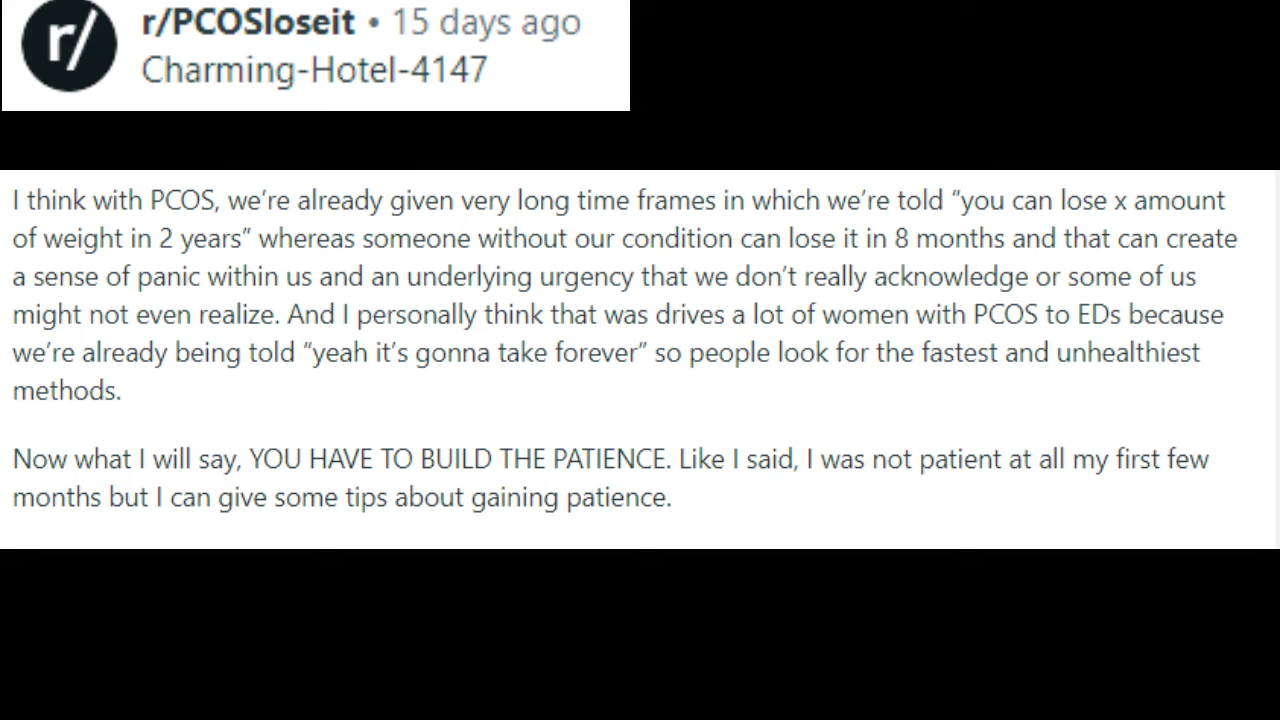 r/
r/PCOSloseit • 15 days ago
Charming-Hotel-4147
I think with PCOS, we’re already given very long time frames in which we’re told “you can lose x amount
of weight in 2 years” whereas someone without our condition can lose it in 8 months and that can create
a sense of panic within us and an underlying urgency that we don’t really acknowledge or some of us
might not even realize. And I personally think that was drives a lot of women with PCOS to EDs because
we’re already being told “yeah it’s gonna take forever” so people look for the fastest and unhealthiest
methods.
Now what I will say, YOU HAVE TO BUILD THE PATIENCE. Like I said, I was not patient at all my first few
months but I can give some tips about gaining patience.